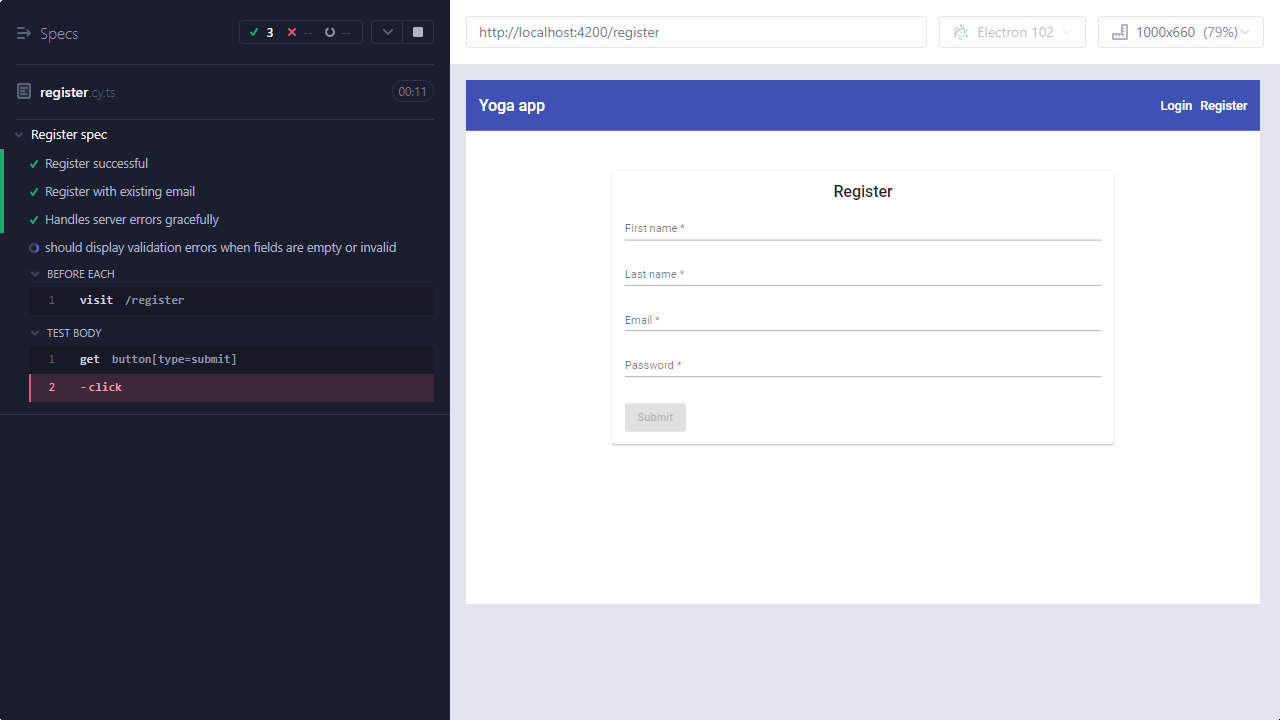 Specs
3 -- --
register.cy.ts
00:11
Register spec
Register successful
Register with existing email
Handles server errors gracefully
should display validation errors when fields are empty or invalid
BEFORE EACH
1 visit /register
TEST BODY
1 get button[type=submit]
2 -click
http://localhost:4200/register
Electron 102
1000x660 (79%)
Yoga app
Login Register
Register
First name *
Last name *
Email *
Password *
Submit